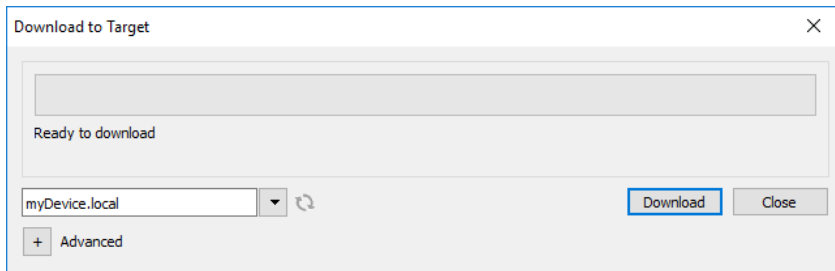 Download to Target
Ready to download
myDevice.local
Download
Close
+ Advanced